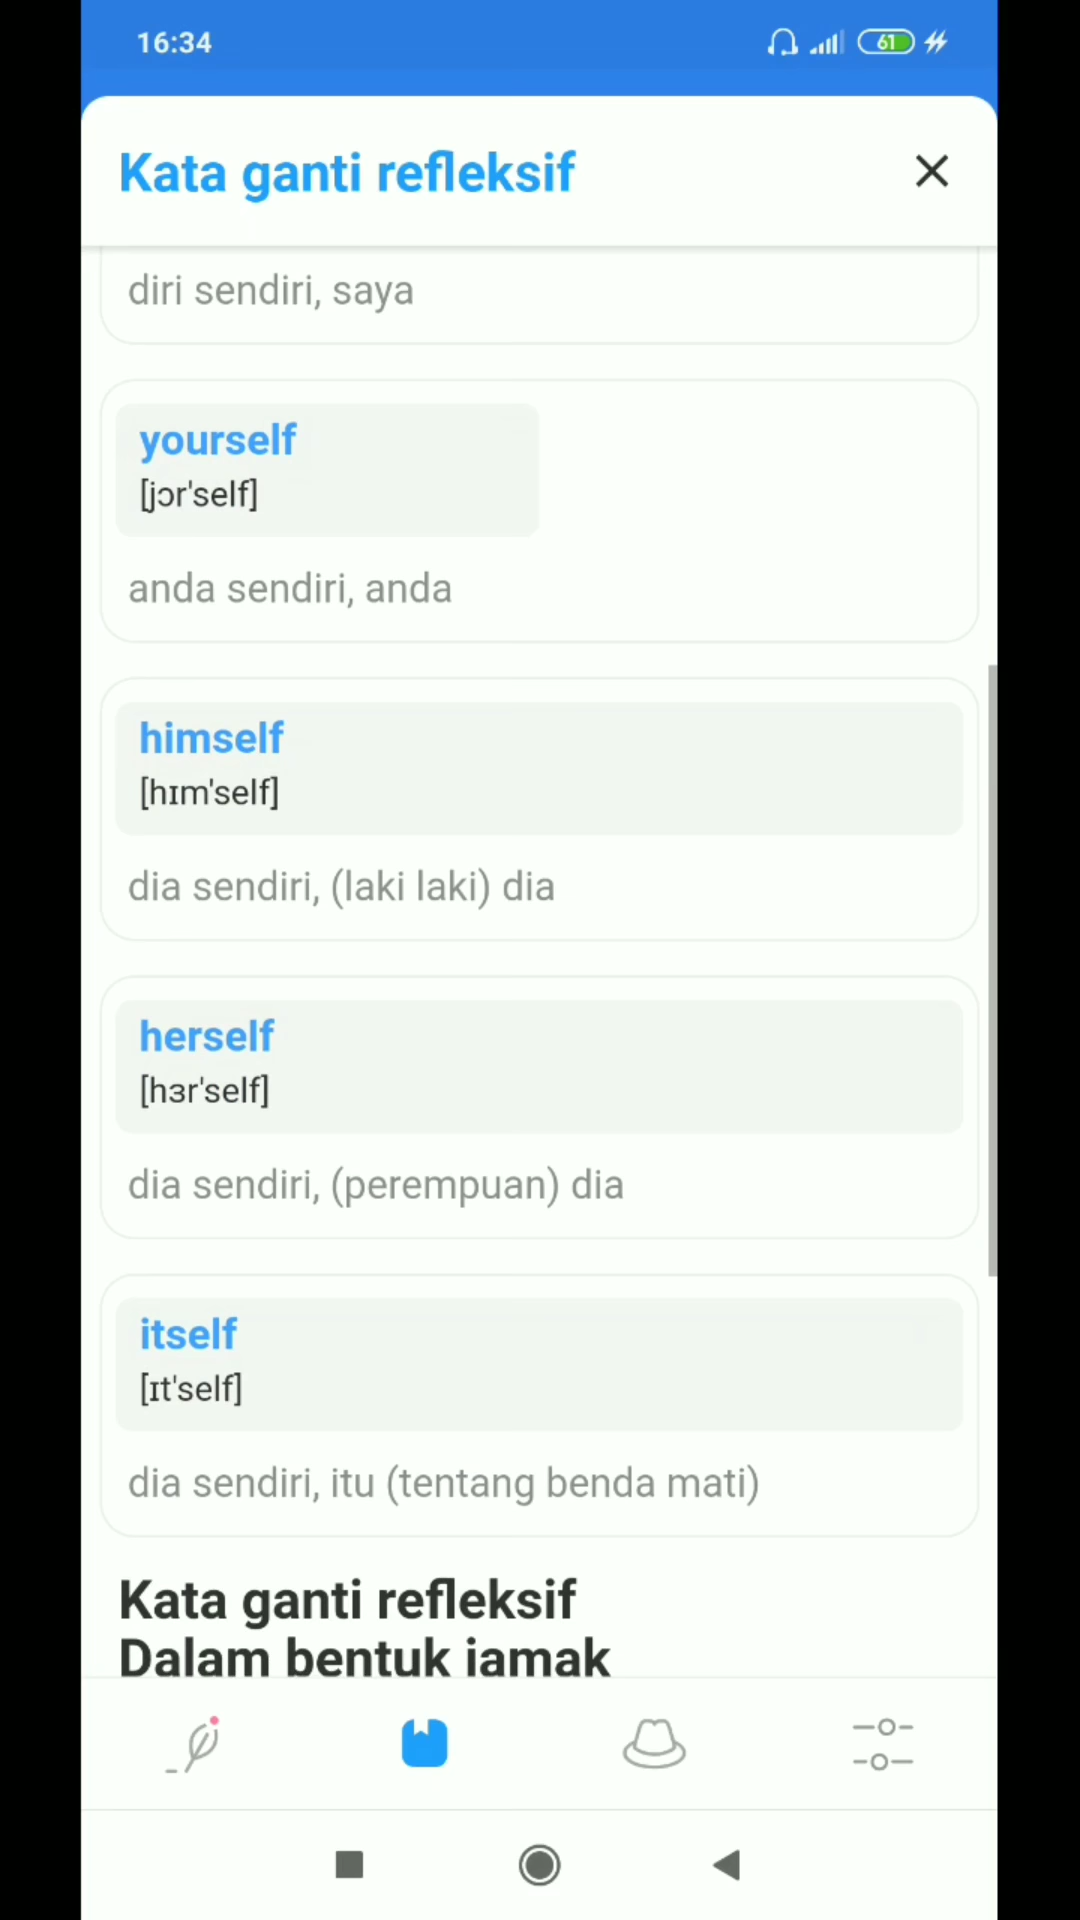 16:34
61
Kata ganti refleksif
diri sendiri, saya
yourself
[jɔr'self]
anda sendiri, anda
himself
[hɪm'self]
dia sendiri, (laki laki) dia
herself
[hɜr'self]
dia sendiri, (perempuan) dia
itself
[ɪt'self]
dia sendiri, itu (tentang benda mati)
Kata ganti refleksif
Dalam bentuk jamak